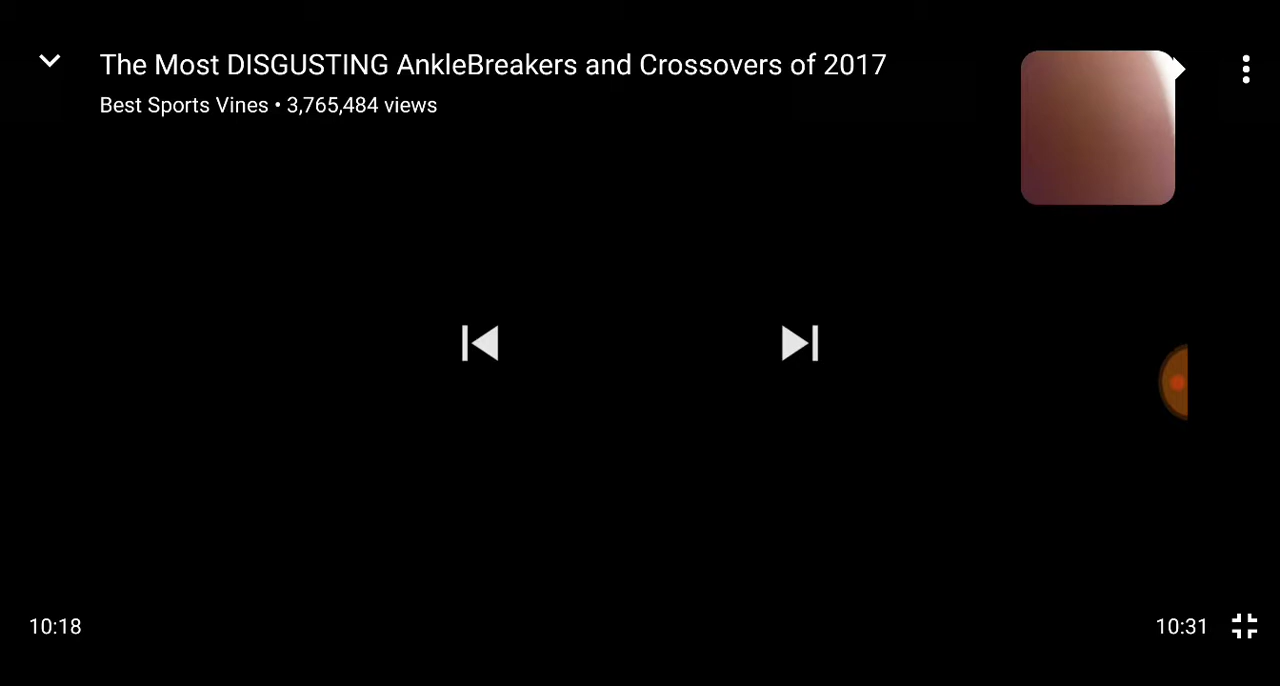 The Most DISGUSTING AnkleBreakers and Crossovers of 2017
Best Sports Vines • 3,765,484 views
10:18
10:31